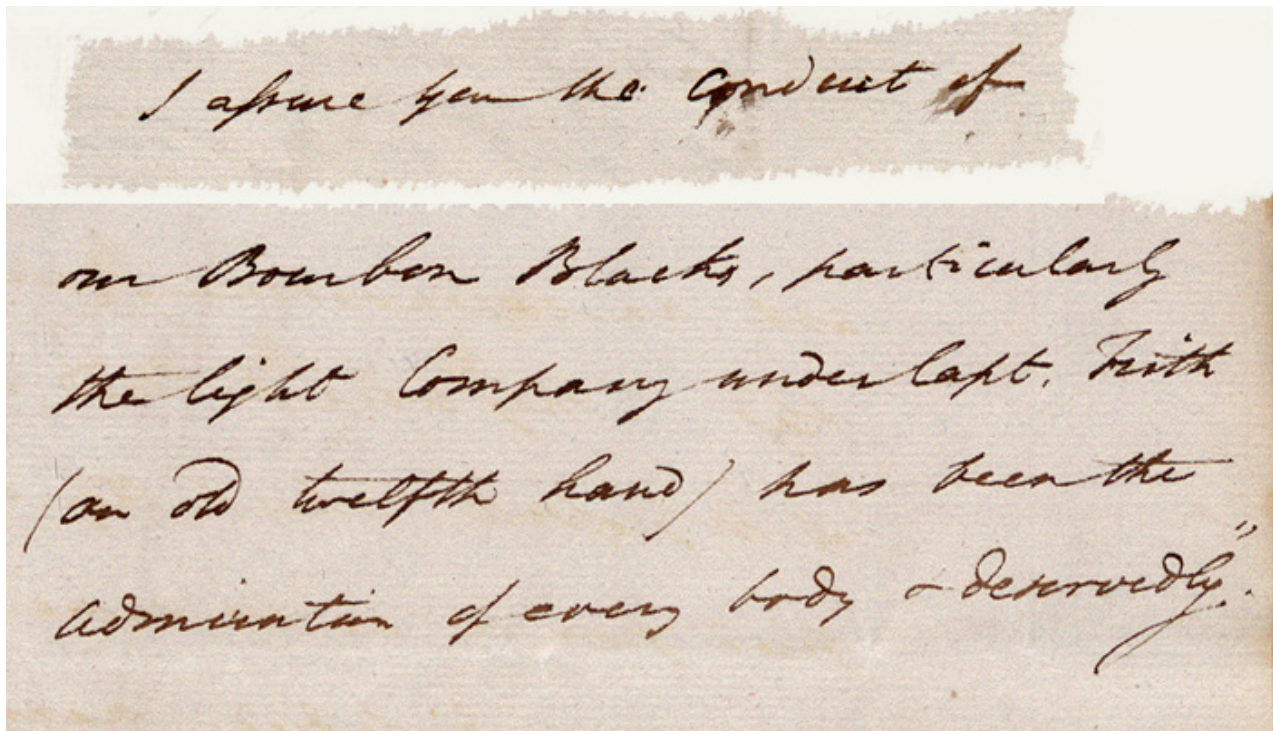 I assure you the conduct of
our Bourbon Blacks, particularly
the light Company under Capt. Frith
(an old twelfth hand) has been the
admiration of every body & deservedly".